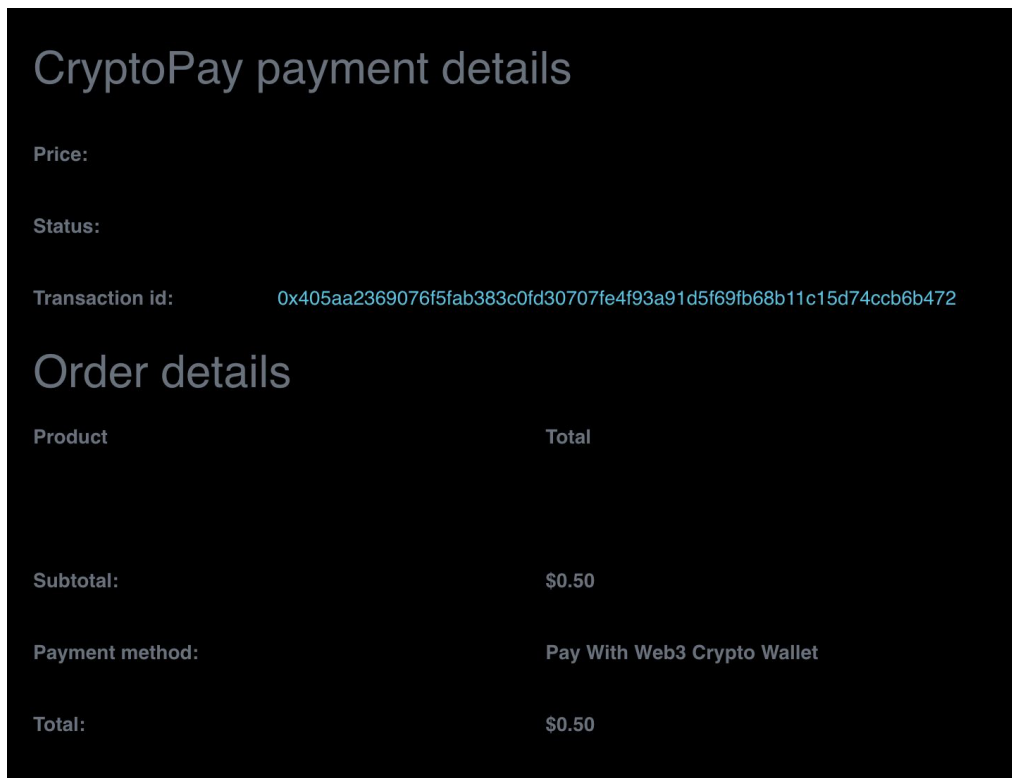 CryptoPay payment details
Price:
Status:
Transaction id: 0x405aa2369076f5fab383c0fd30707fe4f93a91d5f69fb68b11c15d74ccb6b472
Order details
Product Total
Subtotal: $0.50
Payment method: Pay With Web3 Crypto Wallet
Total: $0.50